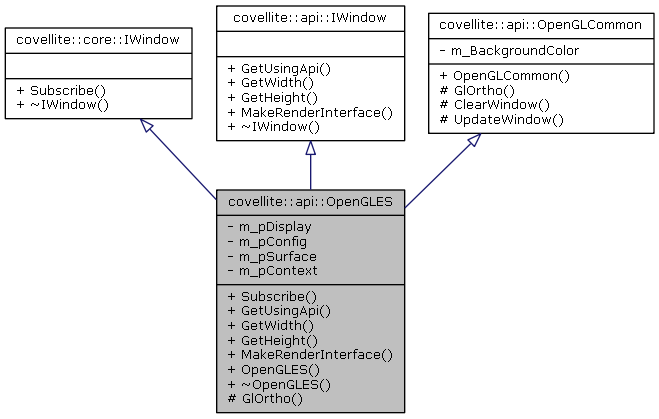 covellite::core::IWindow
+ Subscribe()
+ ~IWindow()
covellite::api::IWindow
+ GetUsingApi()
+ GetWidth()
+ GetHeight()
+ MakeRenderInterface()
+ ~IWindow()
covellite::api::OpenGLCommon
- m_BackgroundColor
+ OpenGLCommon()
# GlOrtho()
# ClearWindow()
# UpdateWindow()
covellite::api::OpenGLES
- m_pDisplay
- m_pConfig
- m_pSurface
- m_pContext
+ Subscribe()
+ GetUsingApi()
+ GetWidth()
+ GetHeight()
+ MakeRenderInterface()
+ OpenGLES()
+ ~OpenGLES()
# GlOrtho()